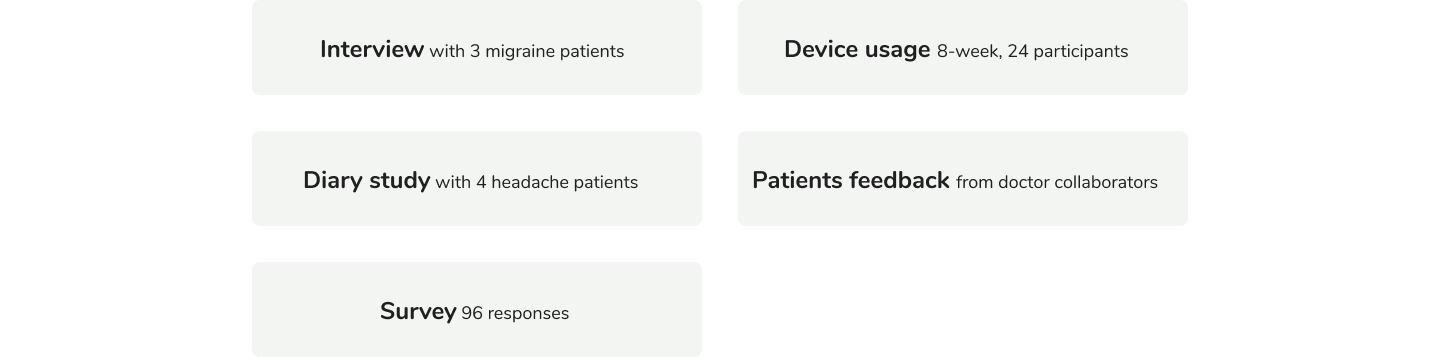 Interview with 3 migraine patients
Device usage 8-week, 24 participants
Diary study with 4 headache patients
Patients feedback from doctor collaborators
Survey 96 responses